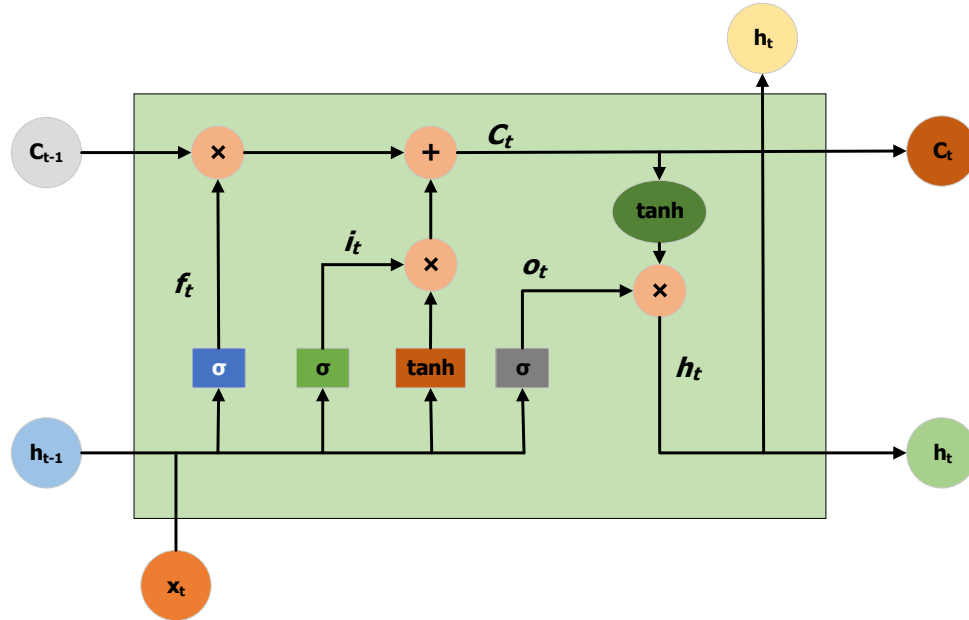 hₜ
Cₜ₋₁
×
+
Cₜ
Cₜ
tanh
iₜ
×
oₜ
×
fₜ
σ
σ
tanh
σ
hₜ
hₜ₋₁
hₜ
xₜ